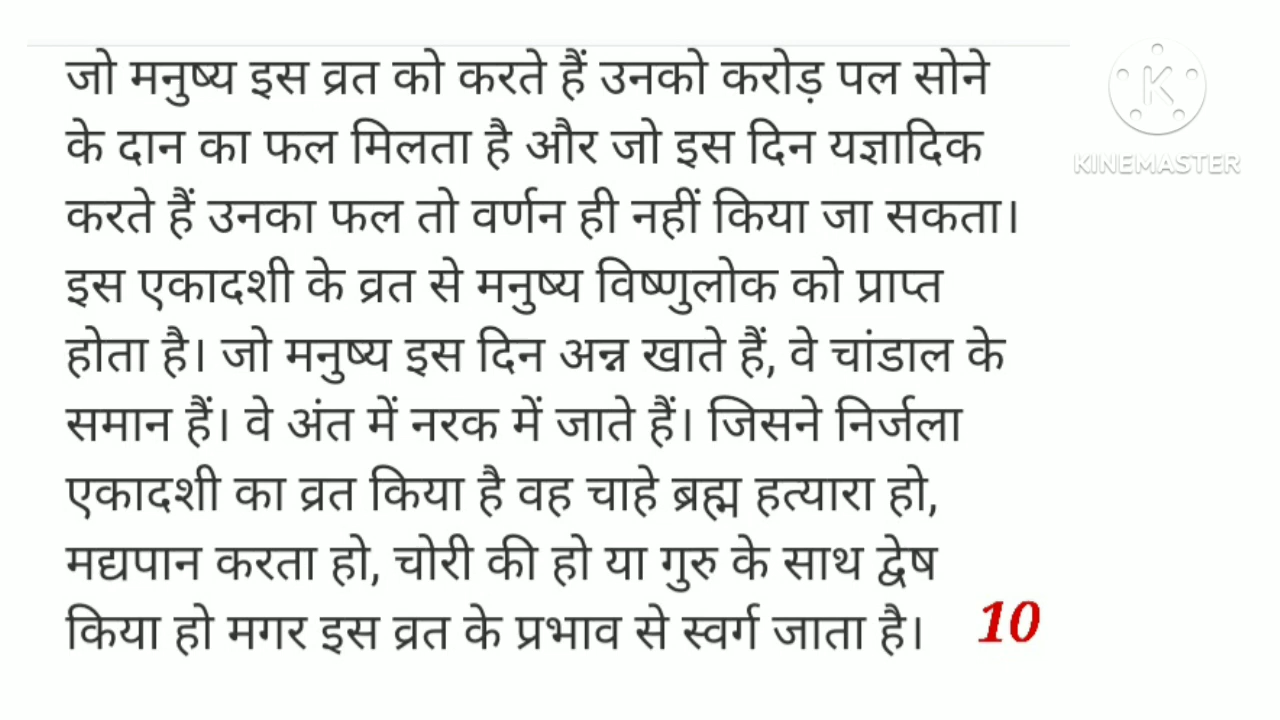 जो मनुष्य इस व्रत को करते हैं उनको करोड़ पल सोने
के दान का फल मिलता है और जो इस दिन यज्ञादिक
करते हैं उनका फल तो वर्णन ही नहीं किया जा सकता।
इस एकादशी के व्रत से मनुष्य विष्णुलोक को प्राप्त
होता है। जो मनुष्य इस दिन अन्न खाते हैं, वे चांडाल के
समान हैं। वे अंत में नरक में जाते हैं। जिसने निर्जला
एकादशी का व्रत किया है वह चाहे ब्रह्म हत्यारा हो,
मद्यपान करता हो, चोरी की हो या गुरु के साथ द्वेष
किया हो मगर इस व्रत के प्रभाव से स्वर्ग जाता है।
10
K
KINEMASTER